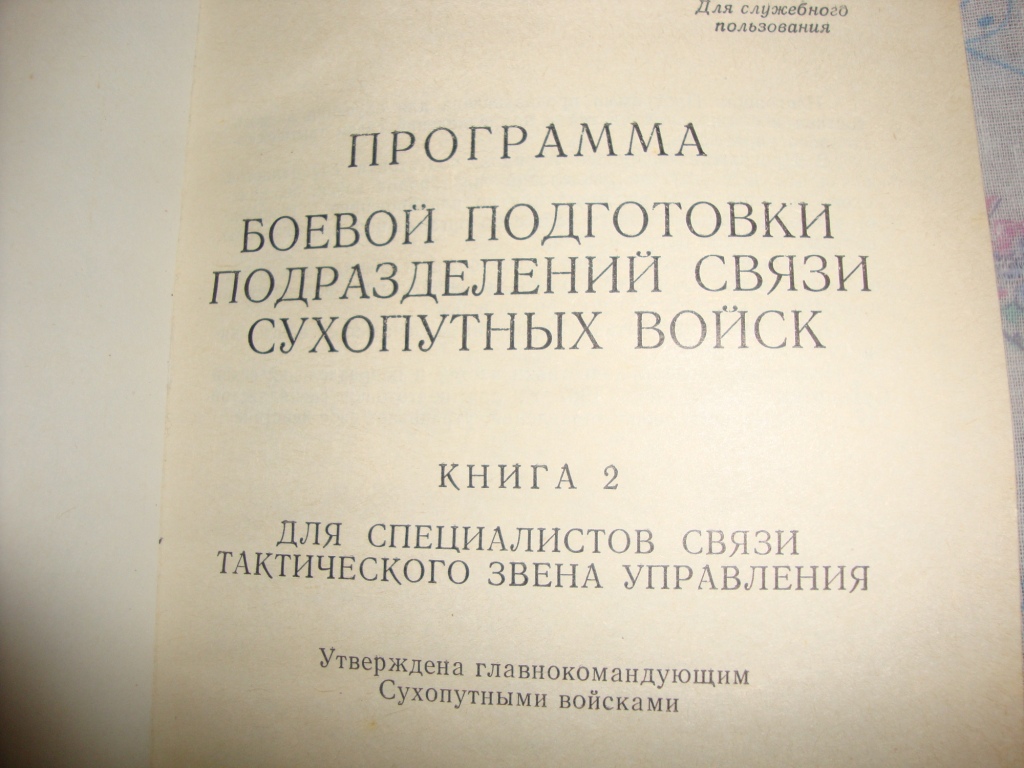 Для служебного
пользования
ПРОГРАММА
БОЕВОЙ ПОДГОТОВКИ
ПОДРАЗДЕЛЕНИЙ СВЯЗИ
СУХОПУТНЫХ ВОЙСК
КНИГА 2
ДЛЯ СПЕЦИАЛИСТОВ СВЯЗИ
ТАКТИЧЕСКОГО ЗВЕНА УПРАВЛЕНИЯ
Утверждена главнокомандующим
Сухопутными войсками